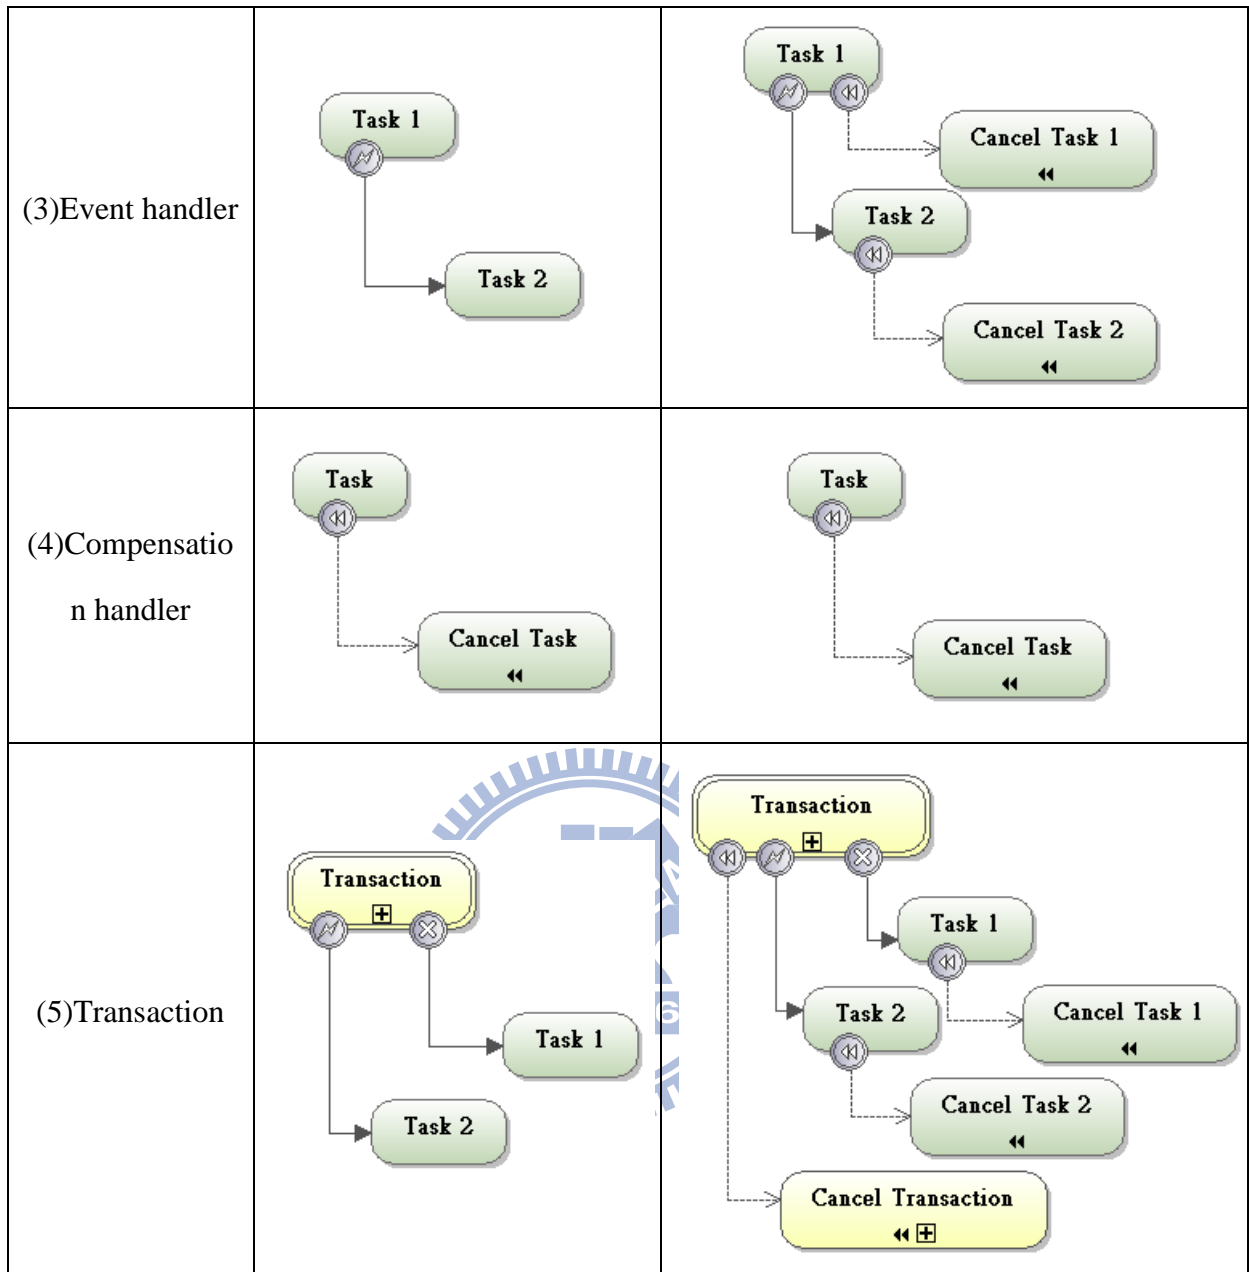 (3)Event handler
Task 1
Task 2
Task 1
Cancel Task 1
Task 2
Cancel Task 2
(4)Compensatio
n handler
Task
Cancel Task
Task
Cancel Task
(5)Transaction
Transaction
Task 1
Task 2
Transaction
Task 1
Task 2
Cancel Task 1
Cancel Task 2
Cancel Transaction
6